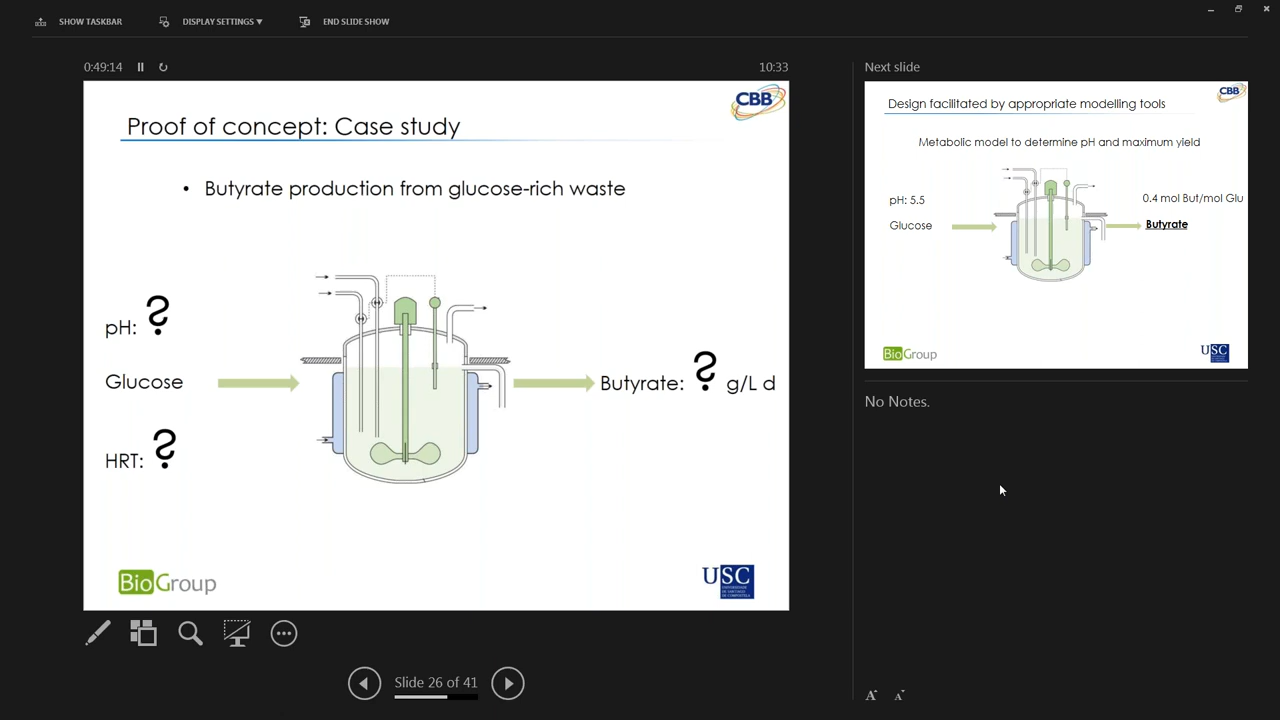 SHOW TASKBAR
DISPLAY SETTINGS ▾
END SLIDE SHOW
0:49:14
10:33
CBB
Proof of concept: Case study
• Butyrate production from glucose-rich waste
pH: ?
Glucose
HRT: ?
Butyrate: ? g/L d
BioGroup
USC
Slide 26 of 41
Next slide
CBB
Design facilitated by appropriate modelling tools
Metabolic model to determine pH and maximum yield
pH: 5.5
0.4 mol But/mol Glu
Glucose
Butyrate
BioGroup
USC
No Notes.
A A